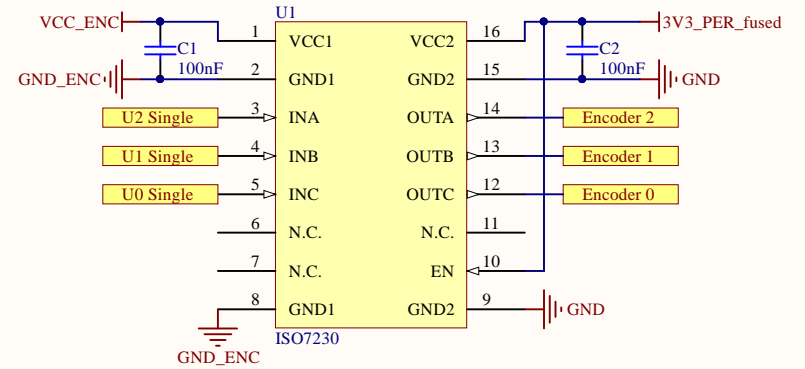 U1
VCC_ENC
1
VCC1
VCC2
16
3V3_PER_fused
C1
100nF
C2
100nF
GND_ENC
2
GND1
GND2
15
GND
U2 Single
3
INA
OUTA
14
Encoder 2
U1 Single
4
INB
OUTB
13
Encoder 1
U0 Single
5
INC
OUTC
12
Encoder 0
6
N.C.
N.C.
11
7
N.C.
EN
10
8
GND1
GND2
9
GND
GND_ENC
ISO7230